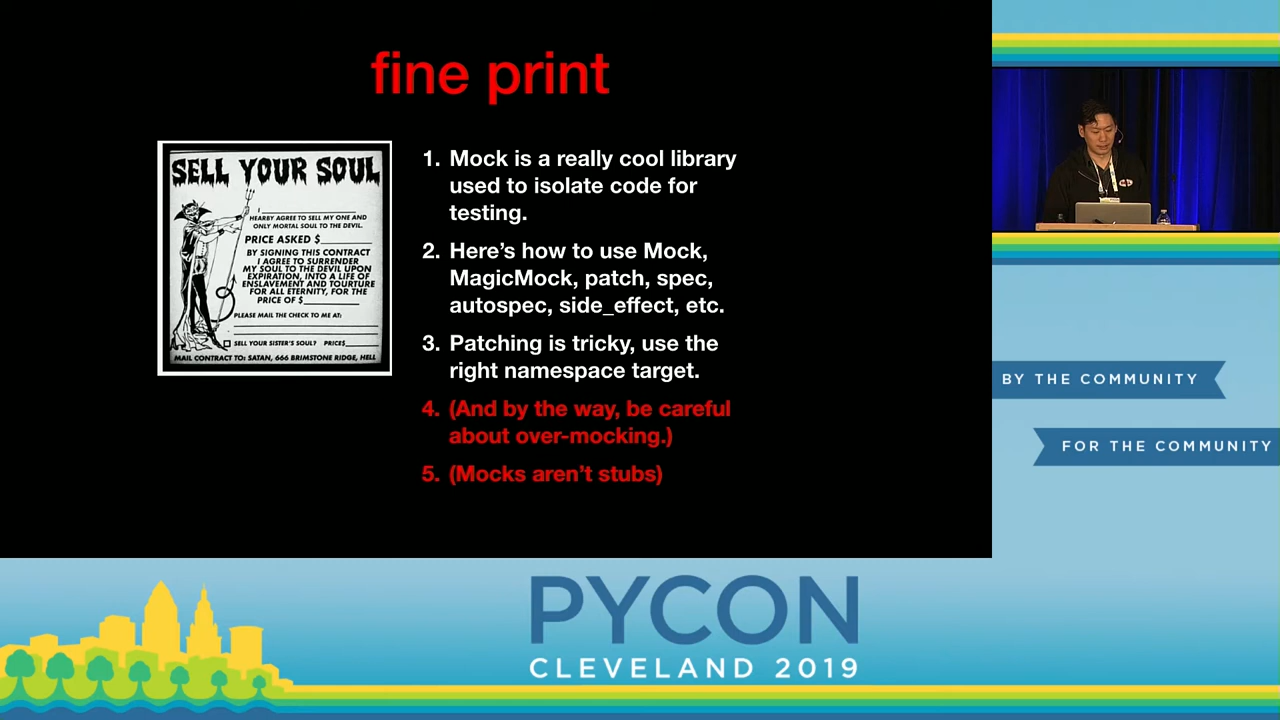 fine print
SELL YOUR SOUL
I
HEARBY AGREE TO SELL MY ONE AND
ONLY MORTAL SOUL TO THE DEVIL.
PRICE ASKED $
BY SIGNING THIS CONTRACT
I AGREE TO SURRENDER
MY SOUL TO THE DEVIL UPON
EXPIRATION, INTO A LIFE OF
ENSLAVEMENT AND TOURTURE
FOR ALL ETERNITY, FOR THE
PRICE OF $
PLEASE MAIL THE CHECK TO ME AT:
SELL YOUR SISTER'S SOUL? PRICE$
MAIL CONTRACT TO: SATAN, 666 BRIMSTONE RIDGE, HELL
1. Mock is a really cool library
used to isolate code for
testing.
2. Here's how to use Mock,
MagicMock, patch, spec,
autospec, side_effect, etc.
3. Patching is tricky, use the
right namespace target.
4. (And by the way, be careful
about over-mocking.)
5. (Mocks aren't stubs)
BY THE COMMUNITY
FOR THE COMMUNITY
PYCON
CLEVELAND 2019